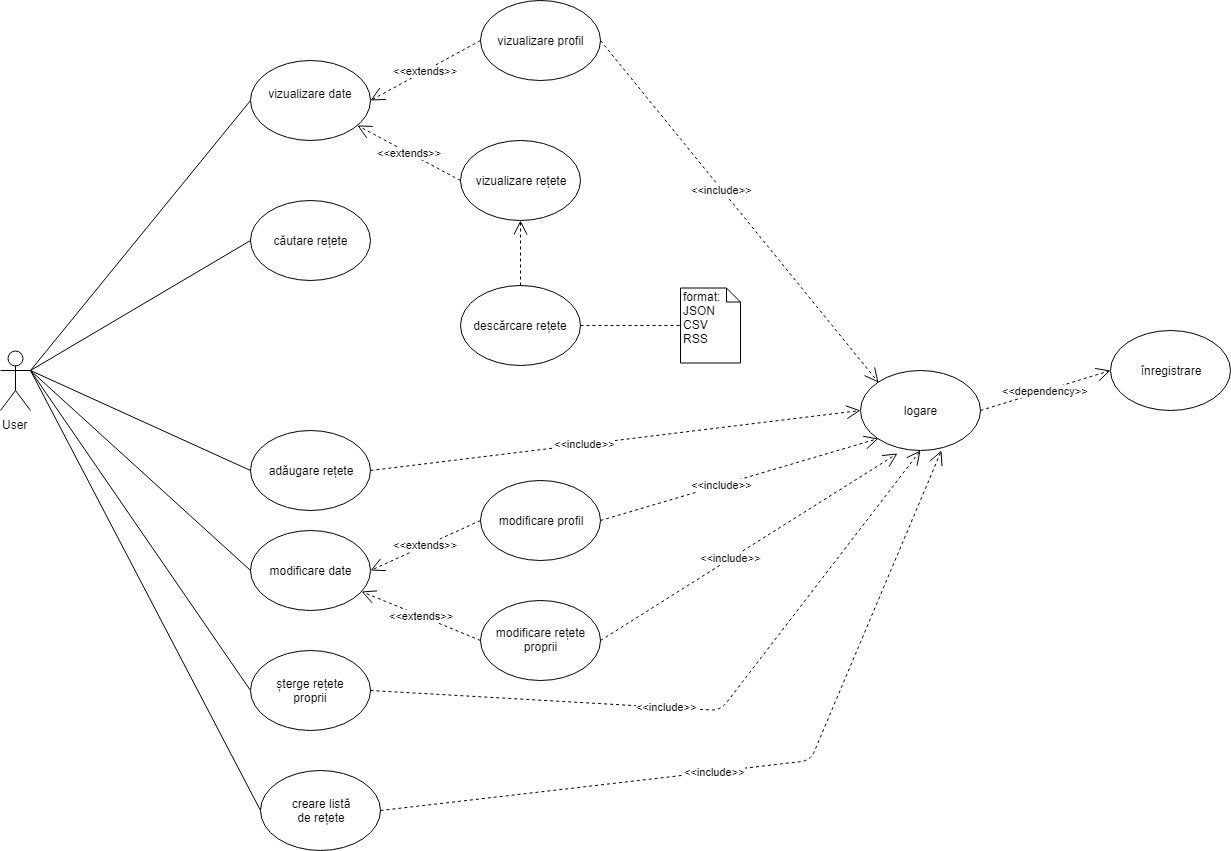 vizualizare profil
<<extends>>
vizualizare date
<<extends>>
vizualizare rețete
<<include>>
căutare rețete
descărcare rețete
format:
JSON
CSV
RSS
User
înregistrare
<<dependency>>
logare
<<include>>
adăugare rețete
<<include>>
modificare profil
<<extends>>
modificare date
<<include>>
<<extends>>
modificare rețete
proprii
șterge rețete
proprii
<<include>>
<<include>>
creare listă
de rețete